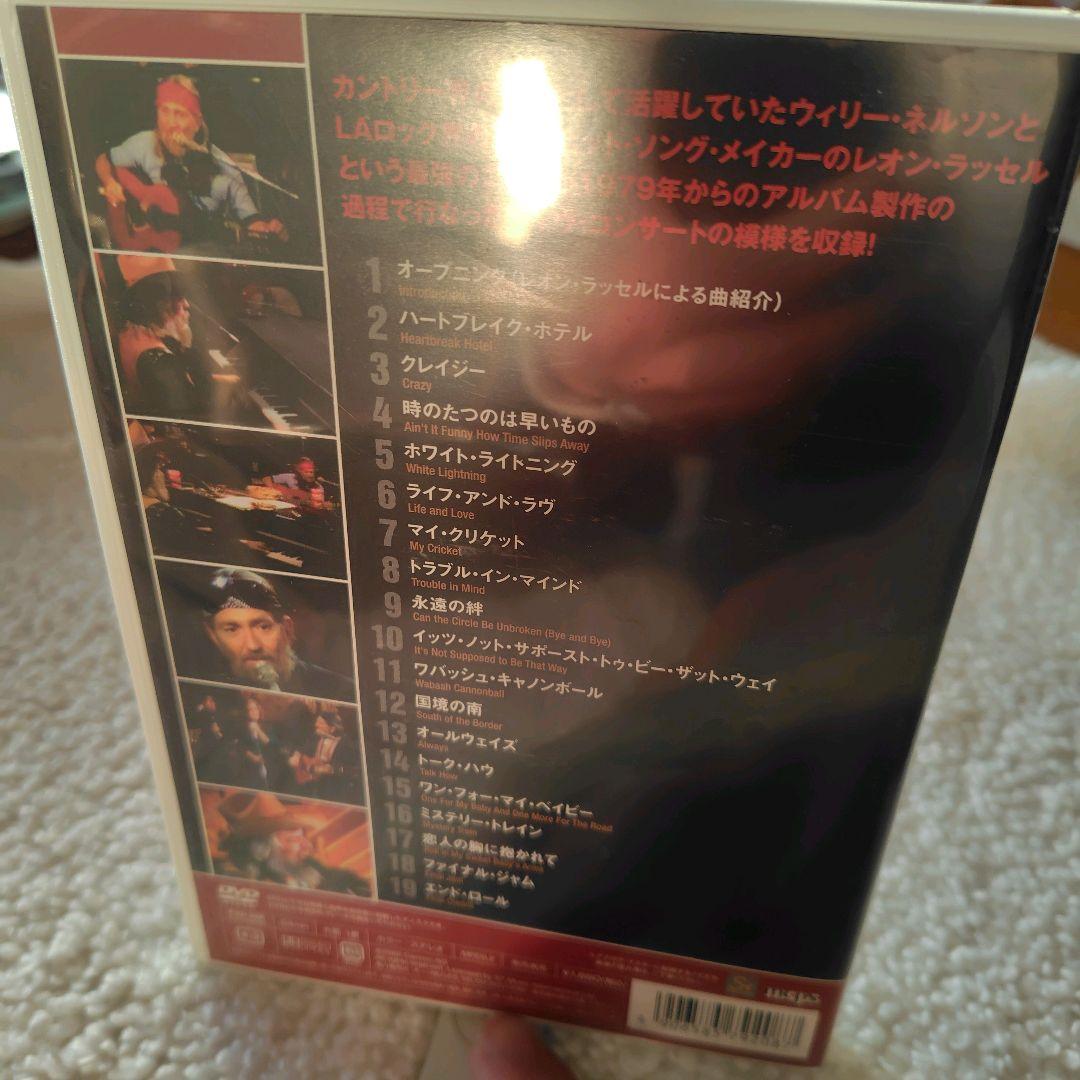 カントリー て活躍していたウィリー・ネルソンと
LAロック ト・ソング・メイカーのレオン・ラッセル
という最強の 1979年からのアルバム製作の
過程で行なった コンサートの模様を収録!
1 オープニング(レオン・ラッセルによる曲紹介)
Introduction
2 ハートブレイク・ホテル
Heartbreak Hotel
3 クレイジー
Crazy
4 時のたつのは早いもの
Ain't It Funny How Time Slips Away
5 ホワイト・ライトニング
White Lightning
6 ライフ・アンド・ラヴ
Life and Love
7 マイ・クリケット
My Cricket
8 トラブル・イン・マインド
Trouble in Mind
9 永遠の絆
Can the Circle Be Unbroken (Bye and Bye)
10 イッツ・ノット・サポースト・トゥ・ビー・ザット・ウェイ
It's Not Supposed to Be That Way
11 ワバッシュ・キャノンボール
Wabash Cannonball
12 国境の南
South of the Border
13 オールウェイズ
Always
14 トーク・ハウ
Talk How
15 ワン・フォー・マイ・ベイビー
One For My Baby And One More For The Road
16 ミステリー・トレイン
Mystery Train
17 恋人の胸に抱かれて
18 ファイナル・ジャム
19 エンド・ロール
DVD